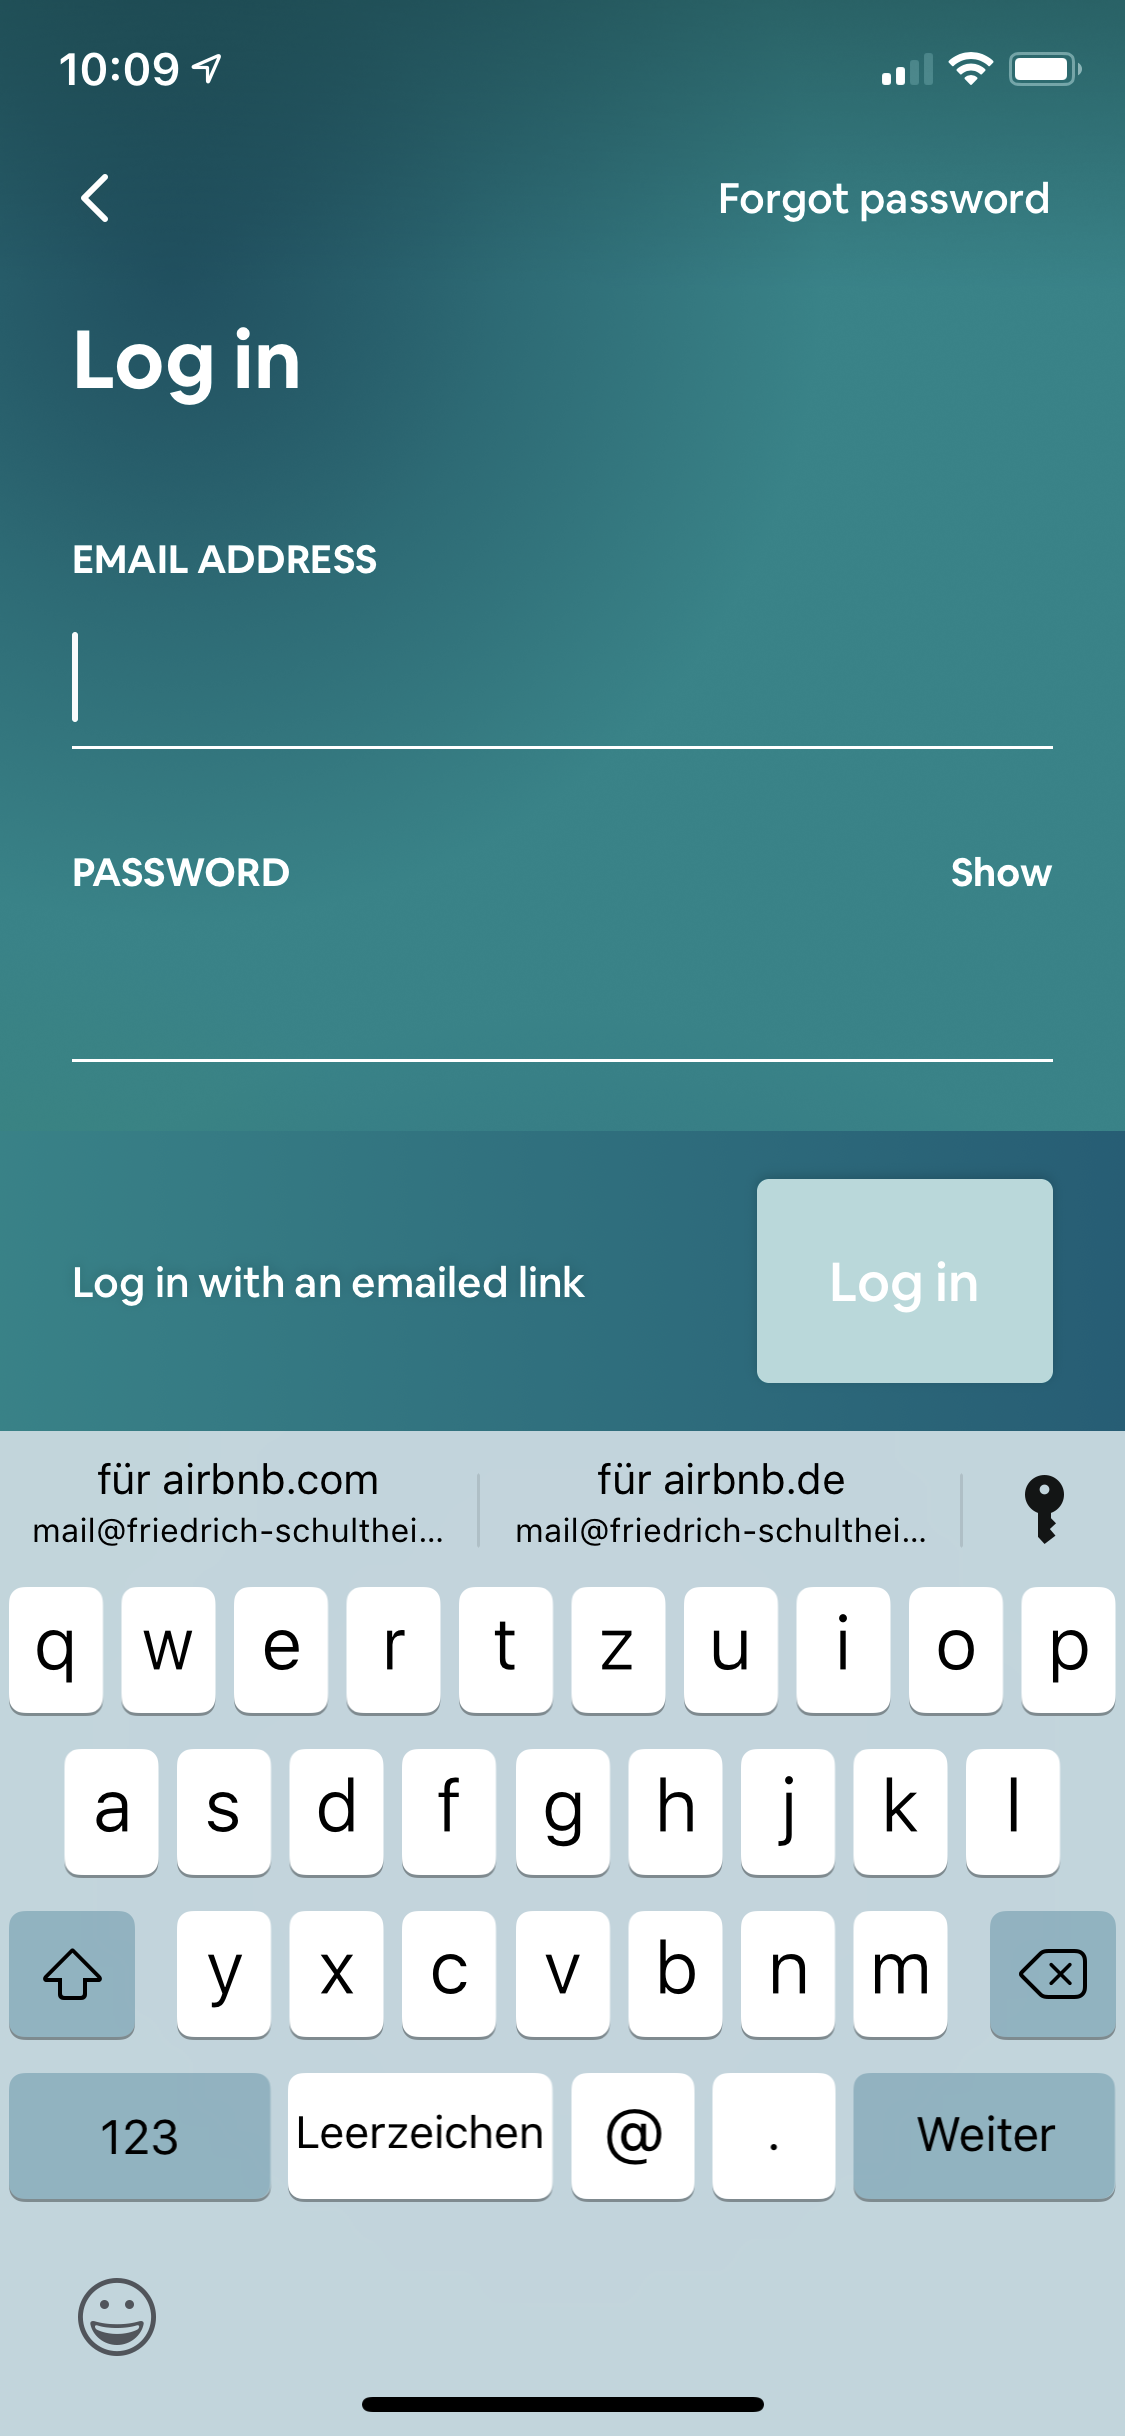 10:09
Forgot password
Log in
EMAIL ADDRESS
PASSWORD
Show
Log in with an emailed link
Log in
für airbnb.com
mail@friedrich-schulthei...
für airbnb.de
mail@friedrich-schulthei...
q w e r t z u i o p
a s d f g h j k l
y x c v b n m
123 Leerzeichen @ . Weiter